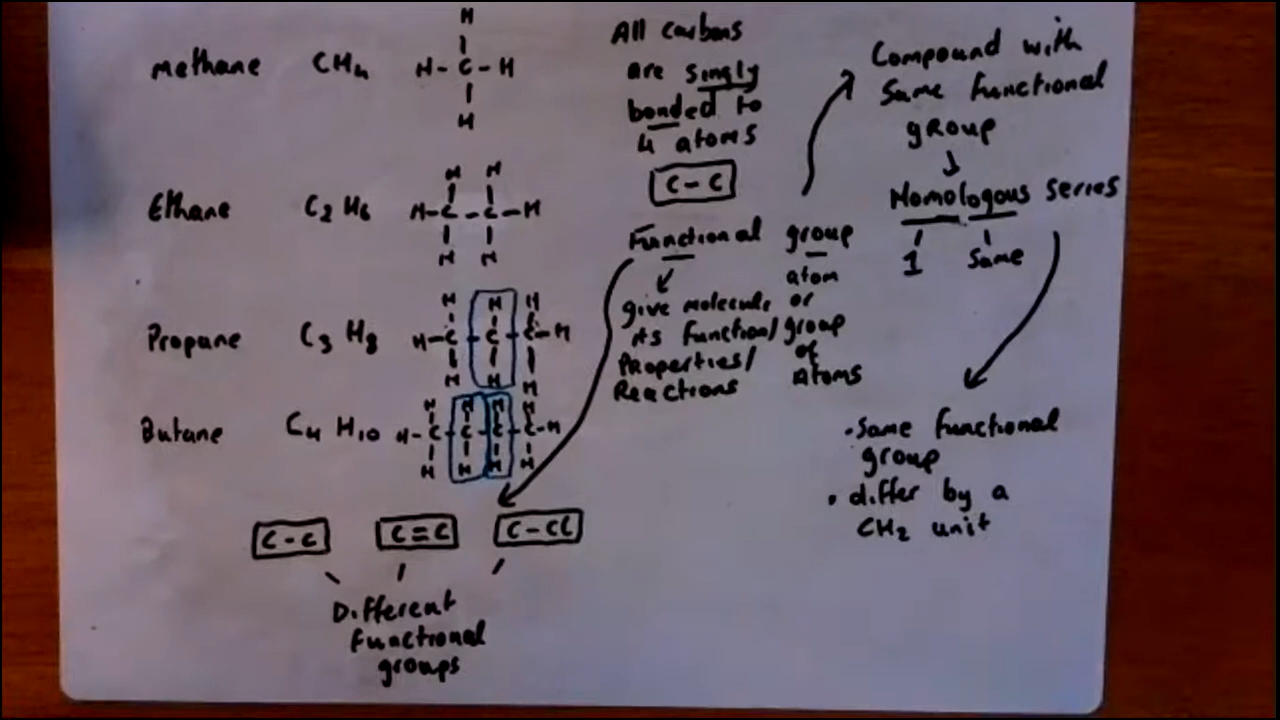 methane CH4
H
H-C-H
H
Ethane C2 H6
H H
H-C-C-H
H H
Propane C3 H8
H H H
H-C-C-C-H
H H H
Butane C4 H10
H H H H
H-C-C-C-C-H
H H H H
C-C C=C C-Cl
Different
functional
groups
All carbons
are singly
bonded to
4 atoms
C-C
Functional group
give molecule
its function/
Properties/
Reactions
atom
or
group
of
Atoms
Compound with
Same functional
group
Homologous series
1 Same
• Same functional
group
• differ by a
CH2 unit